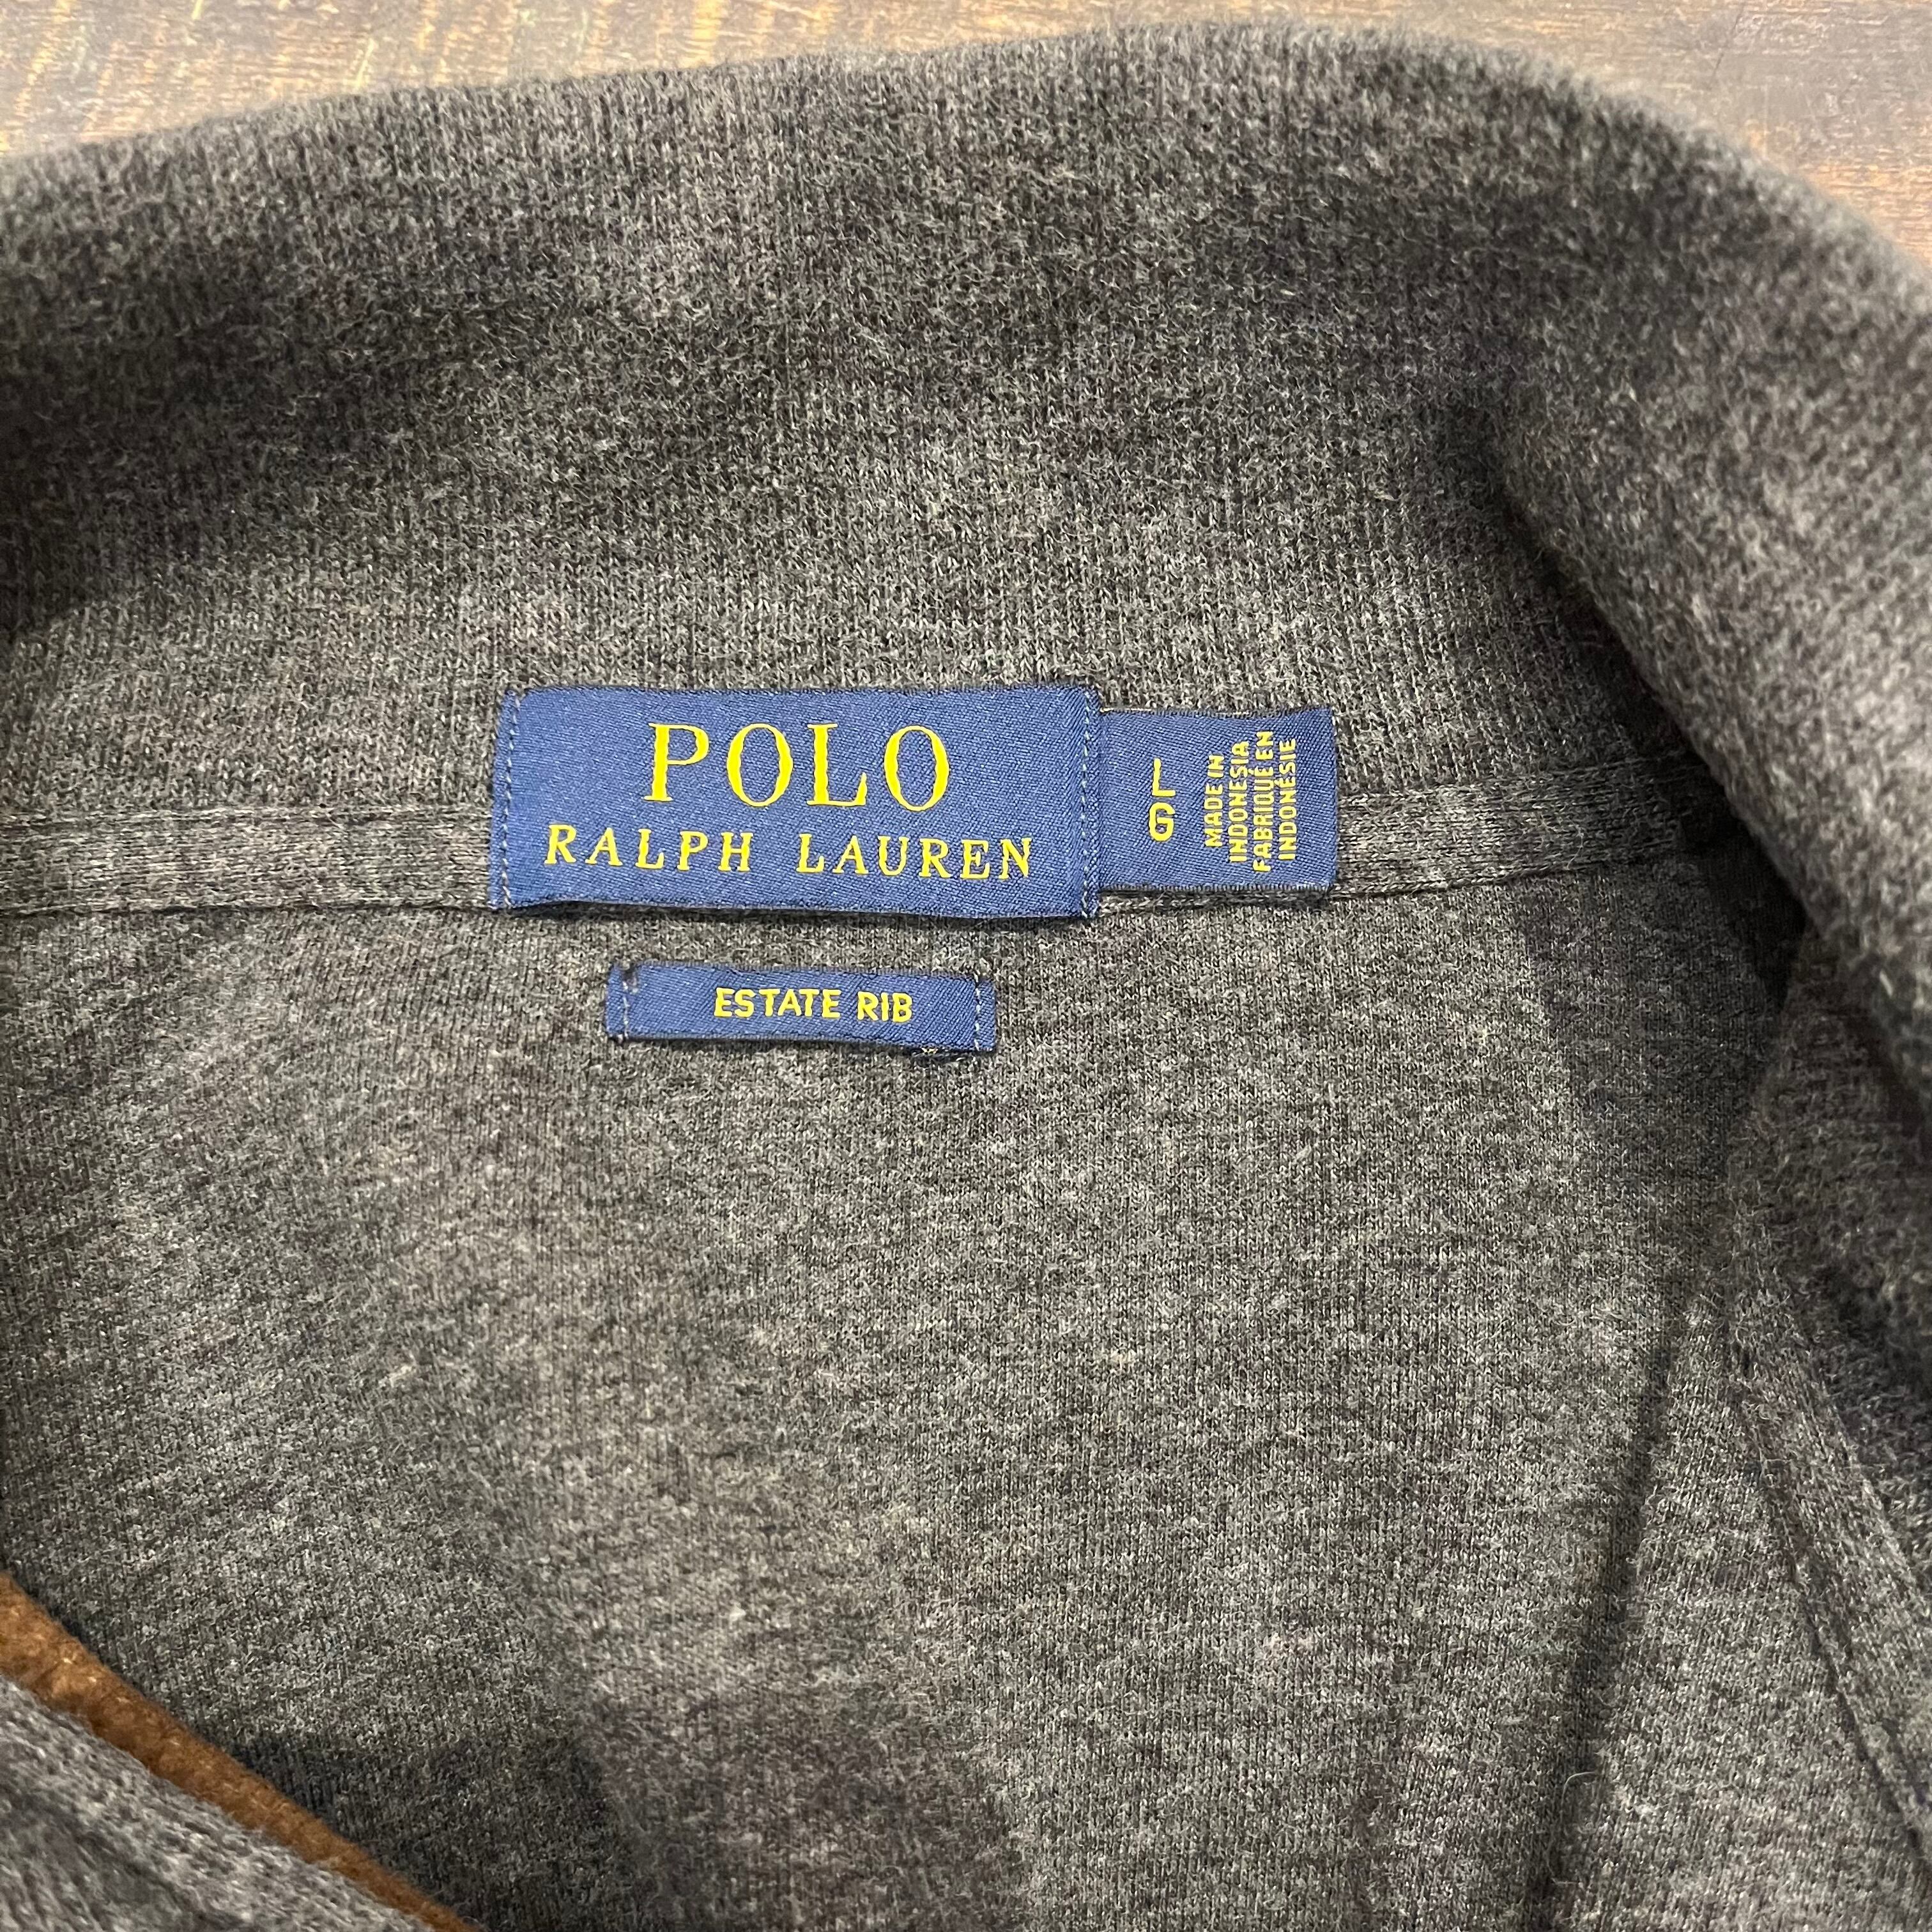 POLO
RALPH LAUREN
L
G
MADE IN
INDONESIA
FABRIQUÉ EN
INDONÉSIE
ESTATE RIB